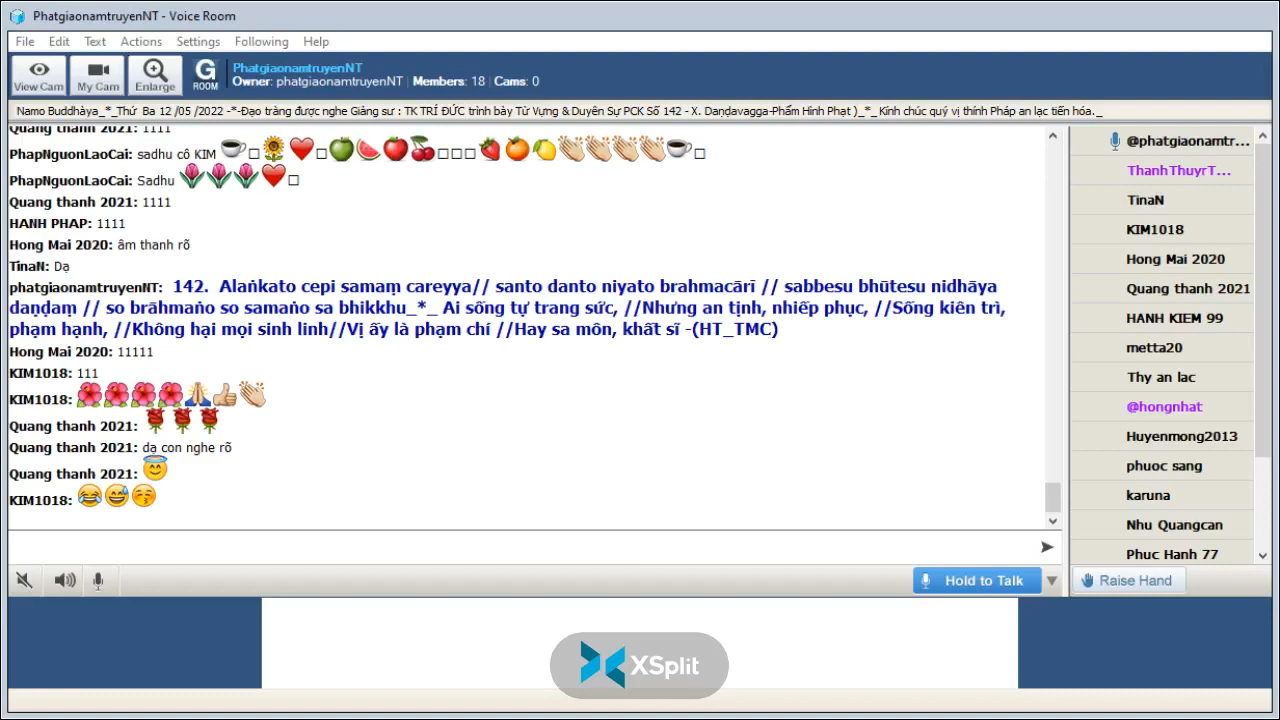 PhatgiaonamtruyenNT - Voice Room
File Edit Text Actions Settings Following Help
View Cam
My Cam
Enlarge
G
ROOM
PhatgiaonamtruyenNT
Owner: phatgiaonamtruyenNT | Members: 18 | Cams: 0
Namo Buddhàya_*_Thứ Ba 12 /05 /2022 -*-Đạo tràng được nghe Giảng sư : TK TRÍ ĐỨC trình bày Từ Vựng & Duyên Sự PCK Số 142 - X. Daṇḍavagga-Phẩm Hình Phạt )_*_ Kính chúc quý vị thính Pháp an lạc tiến hóa._
Quang thanh 2021: 1111
PhapNguonLaoCai: sadhu cô KIM
PhapNguonLaoCai: Sadhu
Quang thanh 2021: 1111
HANH PHAP: 1111
Hong Mai 2020: âm thanh rõ
TinaN: Dạ
phatgiaonamtruyenNT: 142. Alaṅkato cepi samaṃ careyya// santo danto niyato brahmacārī // sabbesu bhūtesu nidhāya
daṇḍaṃ // so brāhmaṅo so samaṅo sa bhikkhu_*_ Ai sống tự trang sức, //Nhưng an tịnh, nhiếp phục, //Sống kiên trì,
phạm hạnh, //Không hại mọi sinh linh//Vị ấy là phạm chí //Hay sa môn, khất sĩ -(HT_TMC)
Hong Mai 2020: 11111
KIM1018: 111
KIM1018:
Quang thanh 2021:
Quang thanh 2021: dạ con nghe rõ
Quang thanh 2021:
KIM1018:
@phatgiaonamtr...
ThanhThuyrT...
TinaN
KIM1018
Hong Mai 2020
Quang thanh 2021
HANH KIEM 99
metta20
Thy an lac
@hongnhat
Huyenmong2013
phuoc sang
karuna
Nhu Quangcan
Phuc Hanh 77
Hold to Talk
Raise Hand
XSplit